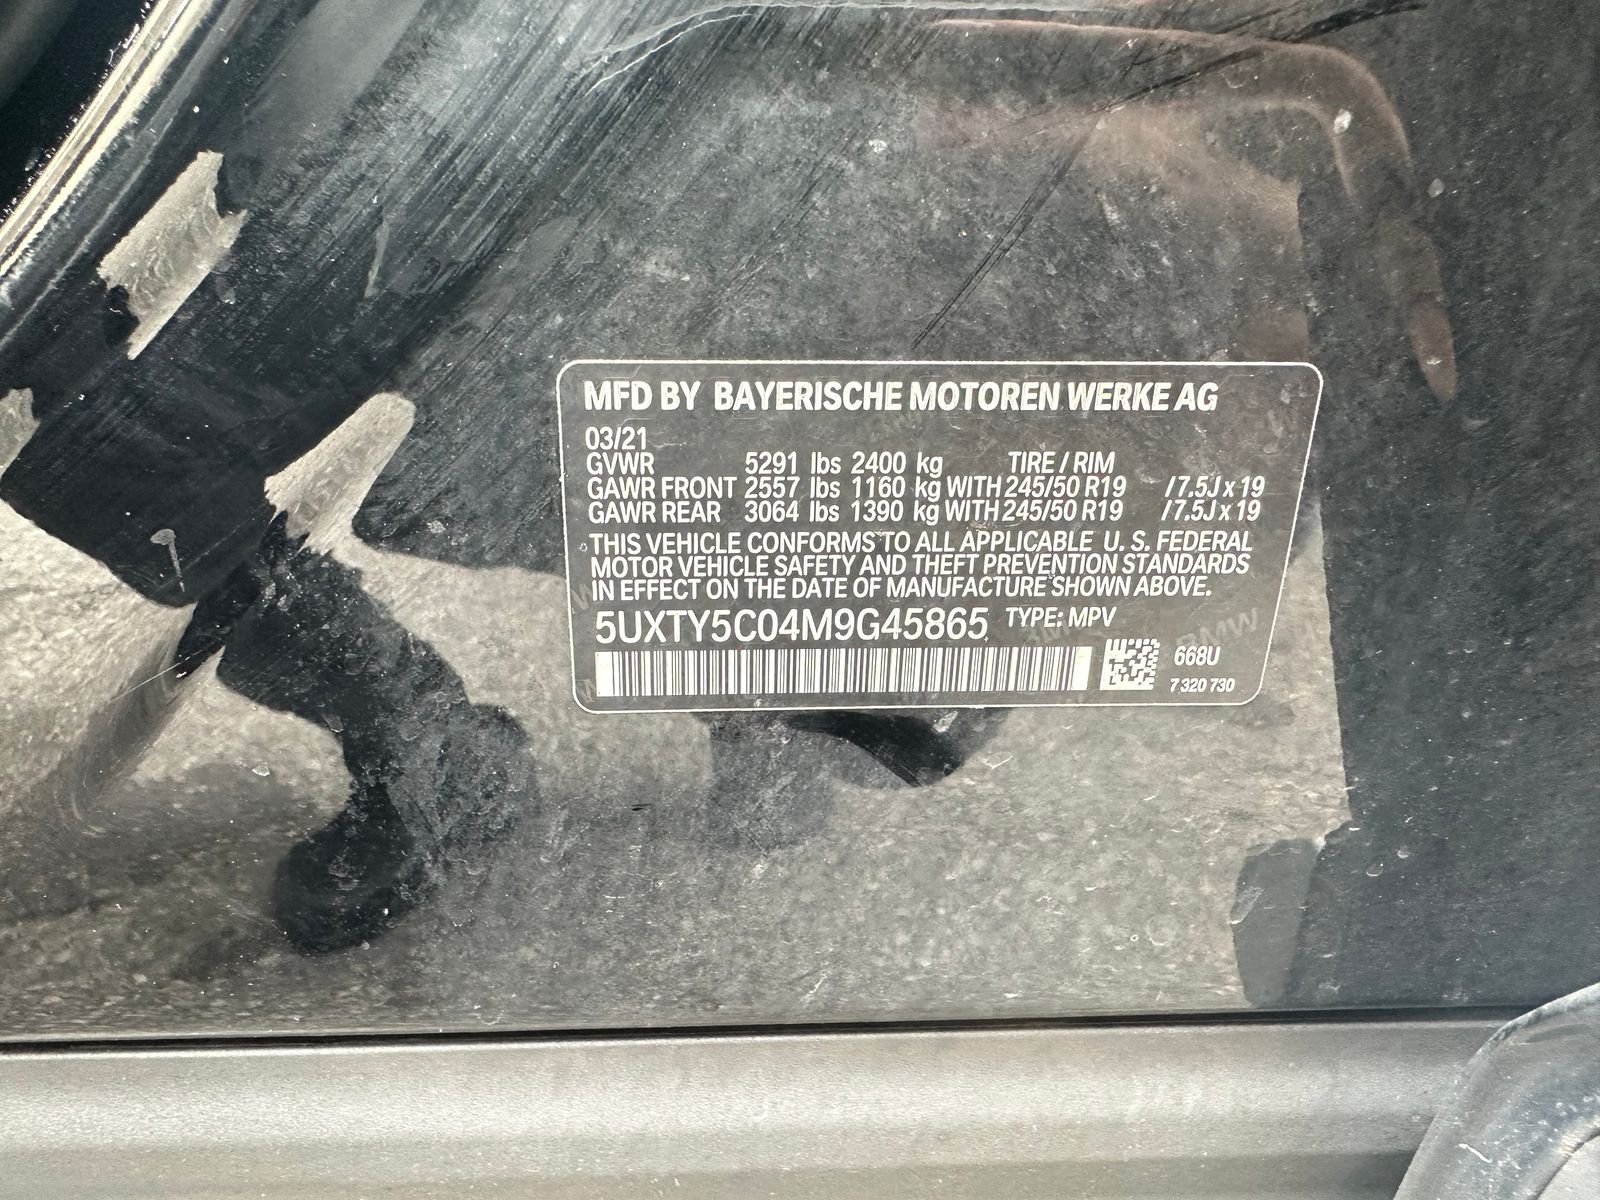 MFD BY BAYERISCHE MOTOREN WERKE AG
03/21
GVWR 5291 lbs 2400 kg TIRE / RIM
GAWR FRONT 2557 lbs 1160 kg WITH 245/50 R19 / 7.5J x 19
GAWR REAR 3064 lbs 1390 kg WITH 245/50 R19 / 7.5J x 19
THIS VEHICLE CONFORMS TO ALL APPLICABLE U. S. FEDERAL
MOTOR VEHICLE SAFETY AND THEFT PREVENTION STANDARDS
IN EFFECT ON THE DATE OF MANUFACTURE SHOWN ABOVE.
5UXTY5C04M9G45865 TYPE: MPV
668U
7 320 730
BMW